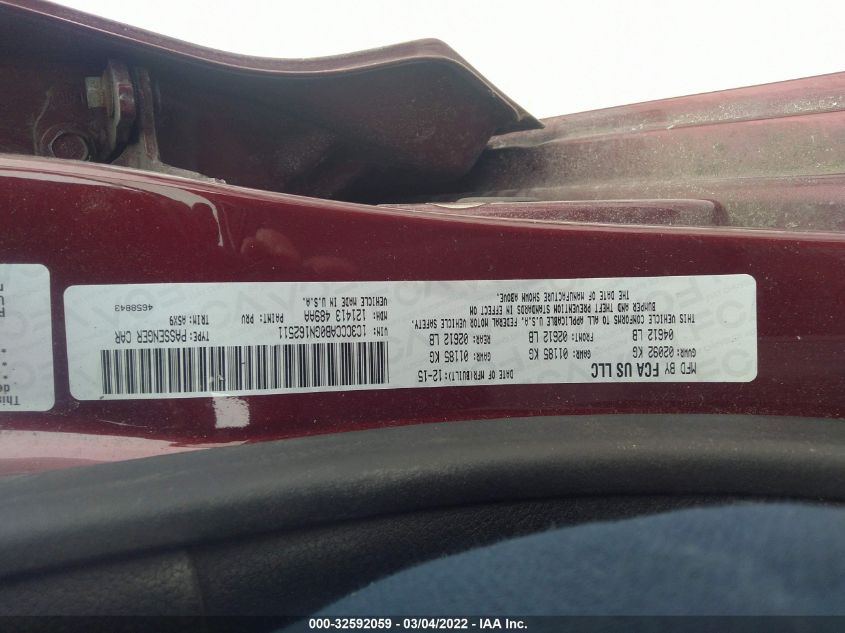 MFD BY FCA US LLC
DATE OF MFR(BUILT): 12-15
GVWR: 02092 KG
04612 LB
GAWR: 01185 KG
FRONT: 02612 LB
GAWR: 01185 KG
REAR: 02612 LB
THIS VEHICLE CONFORMS TO ALL APPLICABLE U.S.A. FEDERAL MOTOR VEHICLE SAFETY,
BUMPER AND THEFT PREVENTION STANDARDS IN EFFECT ON
THE DATE OF MANUFACTURE SHOWN ABOVE.
VIN: 1C3CCCAB0GN162511
TYPE: PASSENGER CAR
MDH: 121413 489AA
PAINT: PRV
TRIM: A5X9
VEHICLE MADE IN U.S.A.
4658843
This
de
000-32592059 - 03/04/2022 - IAA Inc.